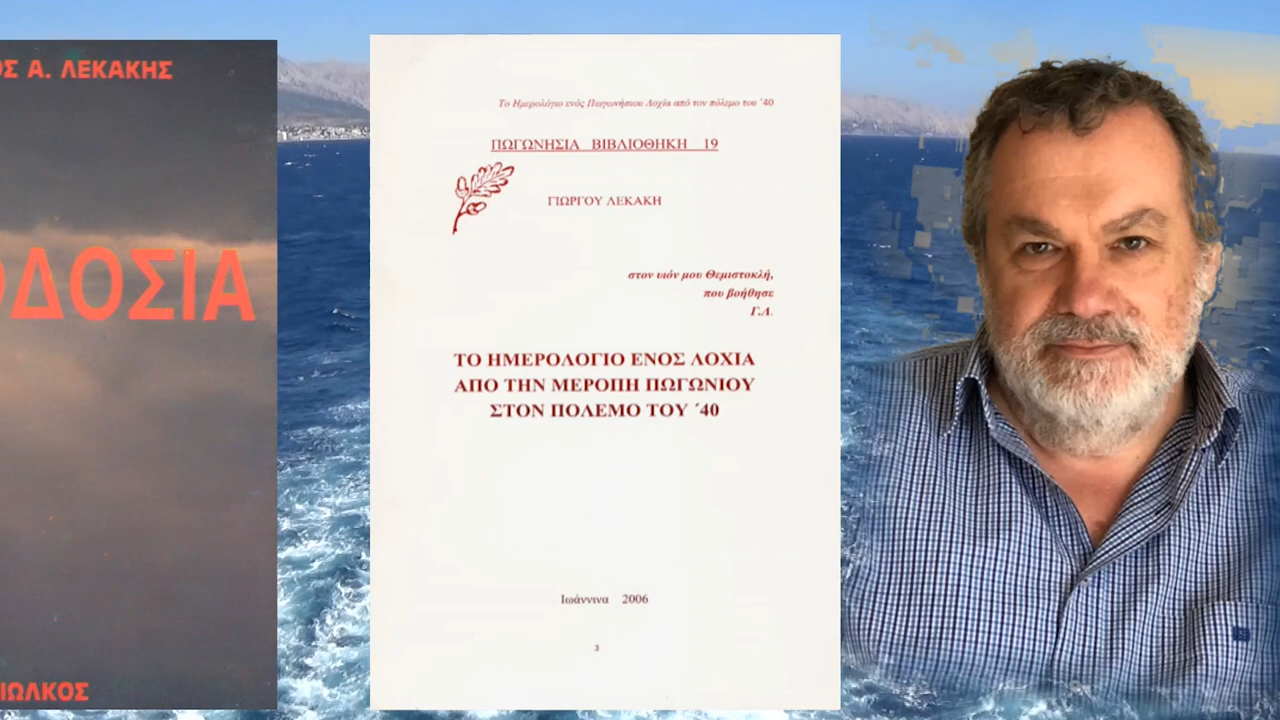 ΟΣ Α. ΛΕΚΑΚΗΣ
ΟΔΟΣΙΑ
ΙΩΛΚΟΣ
Το Ημερολόγιο ενός Πωγωνήσιου Λοχία από τον πόλεμο του ΄40
ΠΩΓΩΝΗΣΙΑ ΒΙΒΛΙΟΘΗΚΗ 19
ΓΙΩΡΓΟΥ ΛΕΚΑΚΗ
στον υιόν μου Θεμιστοκλή,
που βοήθησε
Γ.Λ.
ΤΟ ΗΜΕΡΟΛΟΓΙΟ ΕΝΟΣ ΛΟΧΙΑ
ΑΠΟ ΤΗΝ ΜΕΡΟΠΗ ΠΩΓΩΝΙΟΥ
ΣΤΟΝ ΠΟΛΕΜΟ ΤΟΥ ΄40
Ιωάννινα 2006
3